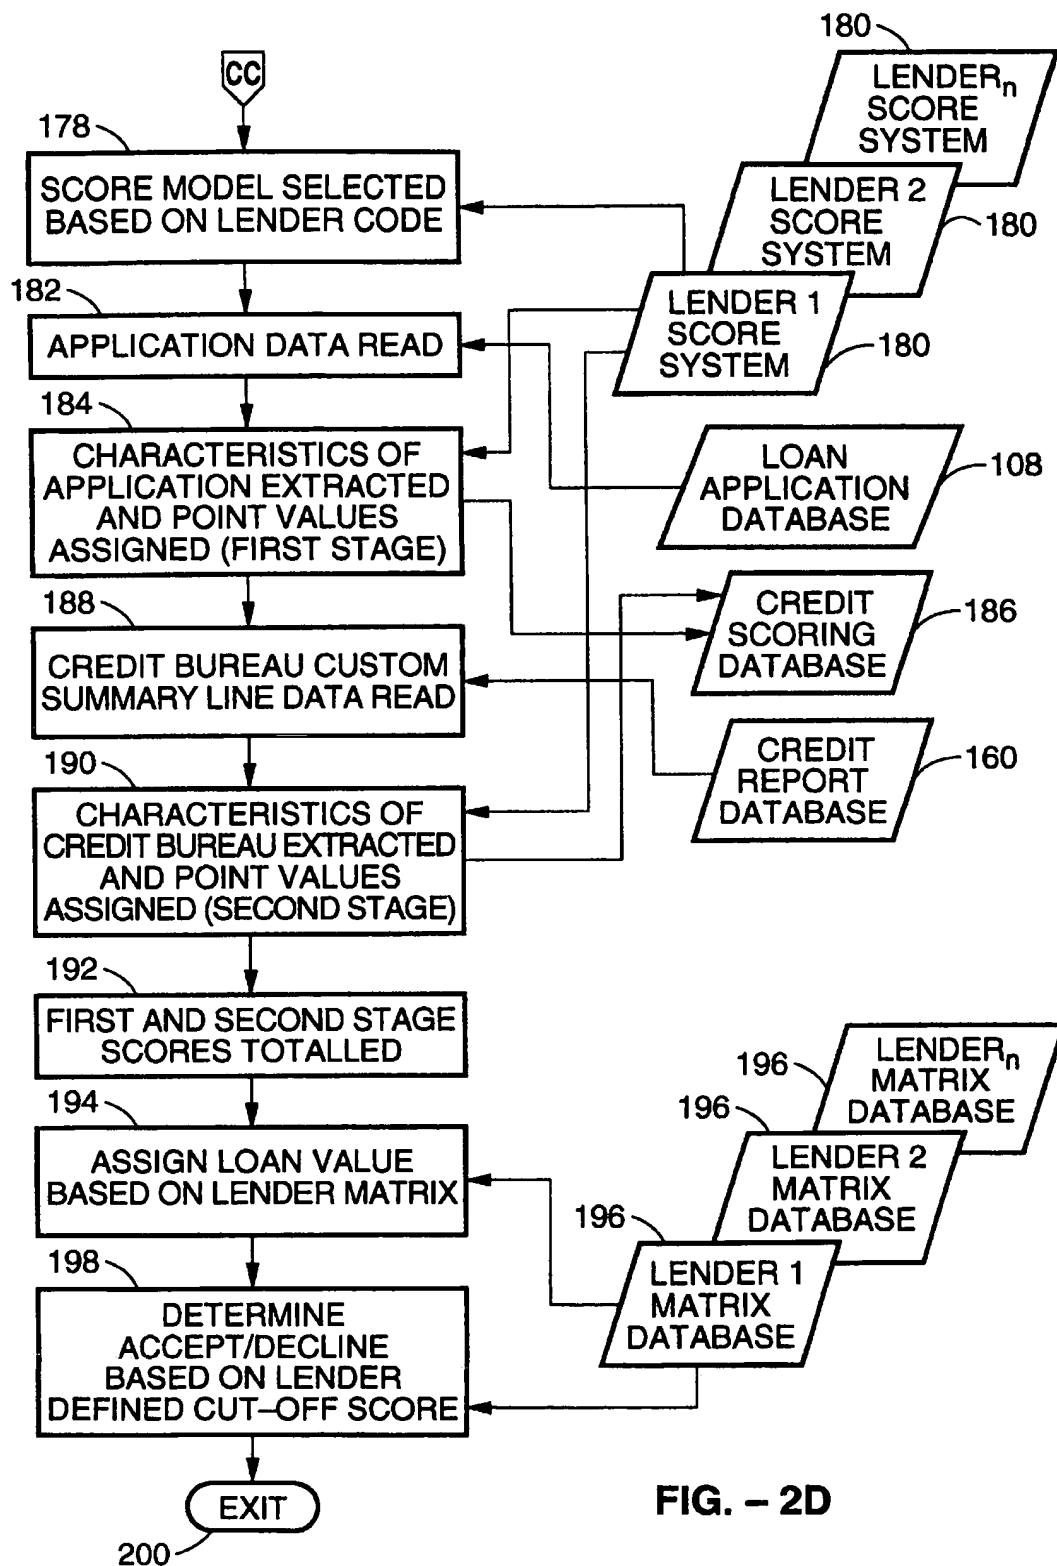 CC
178
SCORE MODEL SELECTED
BASED ON LENDER CODE
182
APPLICATION DATA READ
184
CHARACTERISTICS OF
APPLICATION EXTRACTED
AND POINT VALUES
ASSIGNED (FIRST STAGE)
188
CREDIT BUREAU CUSTOM
SUMMARY LINE DATA READ
190
CHARACTERISTICS OF
CREDIT BUREAU EXTRACTED
AND POINT VALUES
ASSIGNED (SECOND STAGE)
192
FIRST AND SECOND STAGE
SCORES TOTALLED
194
ASSIGN LOAN VALUE
BASED ON LENDER MATRIX
198
DETERMINE
ACCEPT/DECLINE
BASED ON LENDER
DEFINED CUT–OFF SCORE
EXIT
200
180
LENDERn
SCORE
SYSTEM
LENDER 2
SCORE
SYSTEM
180
LENDER 1
SCORE
SYSTEM
180
LOAN
APPLICATION
DATABASE
108
CREDIT
SCORING
DATABASE
186
CREDIT
REPORT
DATABASE
160
196
LENDERn
MATRIX
DATABASE
196
LENDER 2
MATRIX
DATABASE
196
LENDER 1
MATRIX
DATABASE
FIG. – 2D